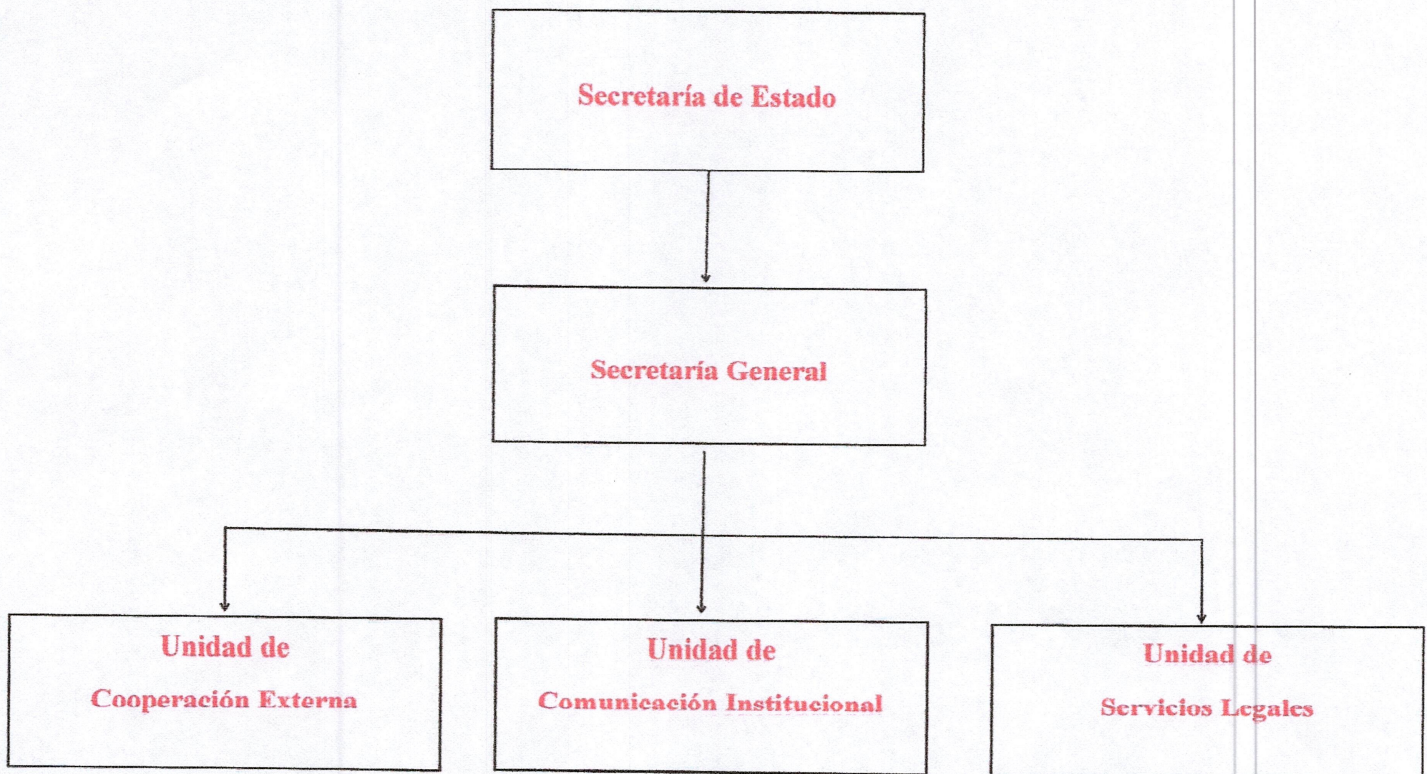 Secretaría de Estado
Secretaría General
Unidad de
Cooperación Externa
Unidad de
Comunicación Institucional
Unidad de
Servicios Legales